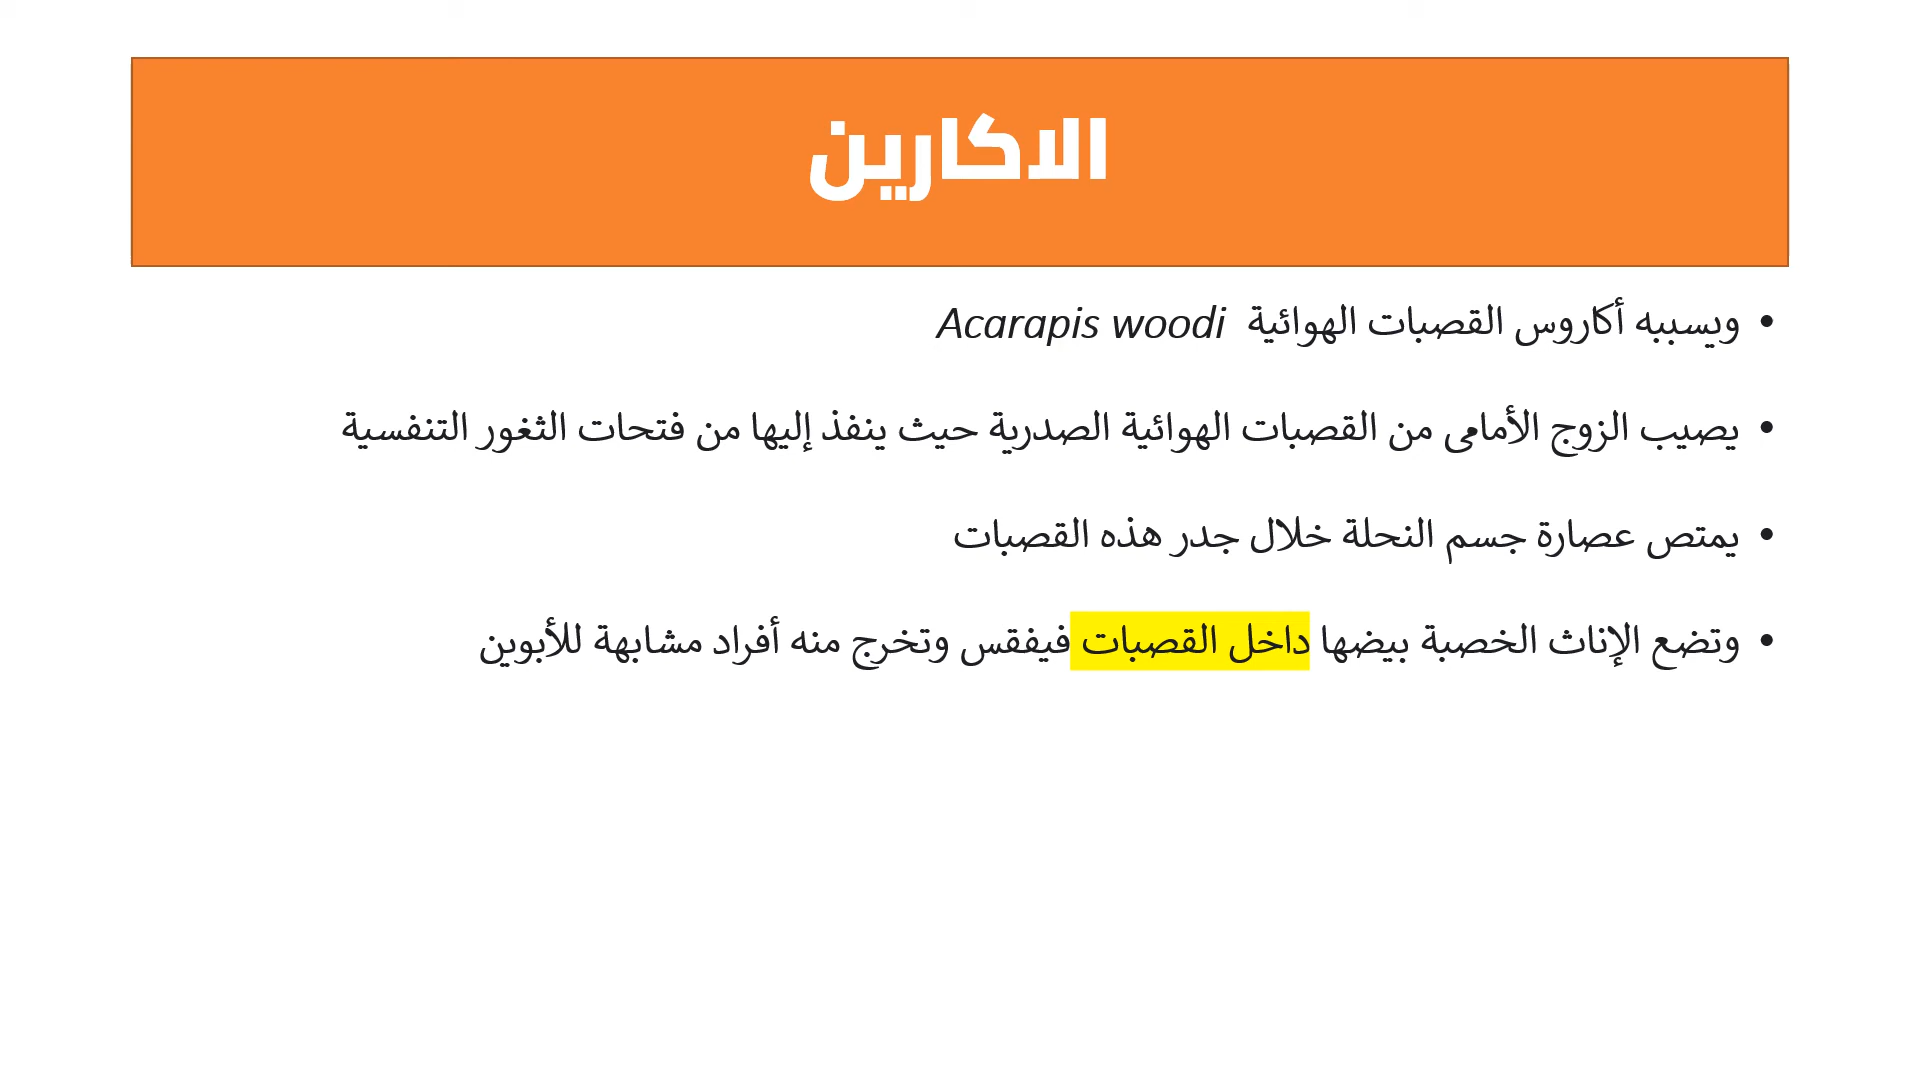 الاكارين
• ويسببه أكاروس القصبات الهوائية Acarapis woodi
• يصيب الزوج الأمامى من القصبات الهوائية الصدرية حيث ينفذ إليها من فتحات الثغور التنفسية
• يمتص عصارة جسم النحلة خلال جدر هذه القصبات
• وتضع الإناث الخصبة بيضها داخل القصبات فيفقس وتخرج منه أفراد مشابهة للأبوين